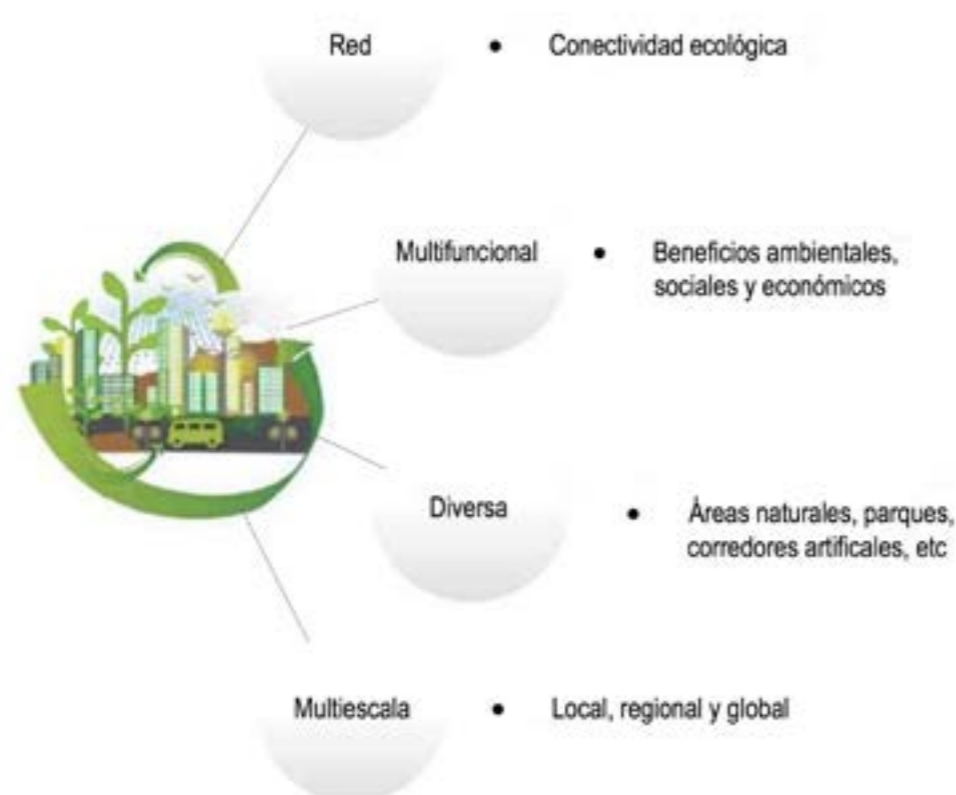 Red
• Conectividad ecológica
Multifuncional
• Beneficios ambientales,
sociales y económicos
Diversa
• Áreas naturales, parques,
corredores artificales, etc
Multiescala
• Local, regional y global